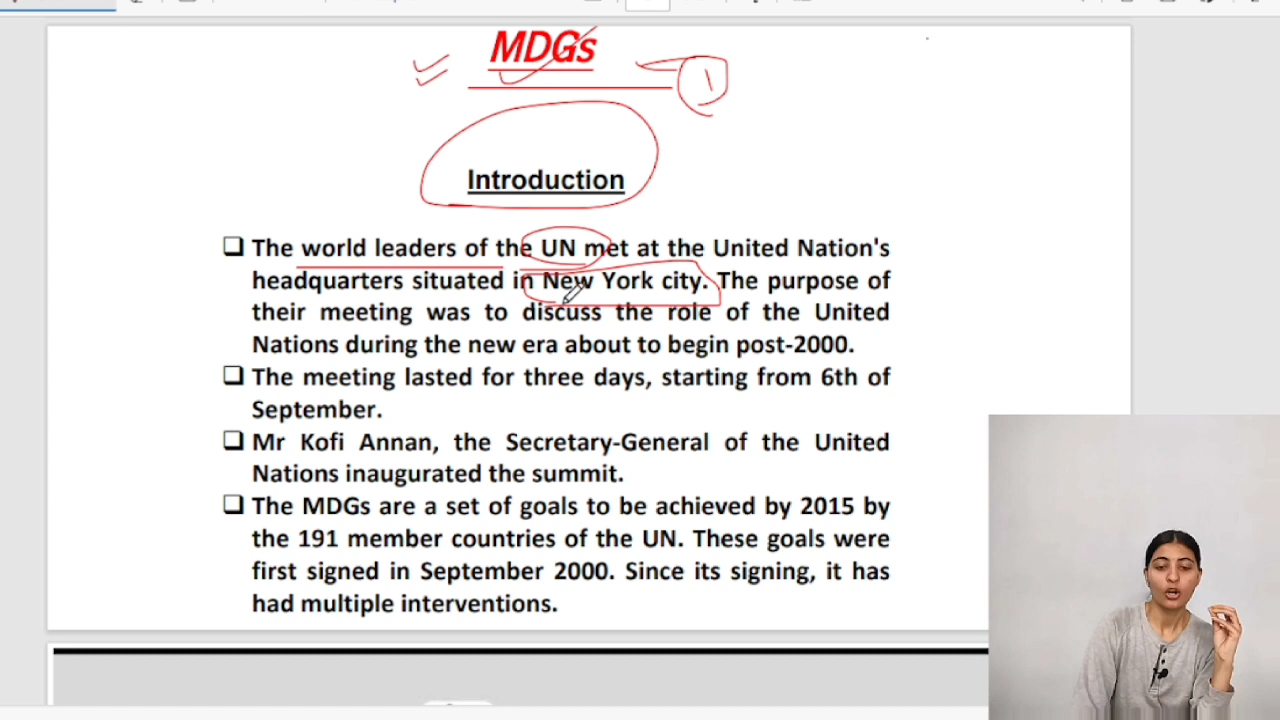 MDGs
1
Introduction
❑ The world leaders of the UN met at the United Nation's
headquarters situated in New York city. The purpose of
their meeting was to discuss the role of the United
Nations during the new era about to begin post-2000.
❑ The meeting lasted for three days, starting from 6th of
September.
❑ Mr Kofi Annan, the Secretary-General of the United
Nations inaugurated the summit.
❑ The MDGs are a set of goals to be achieved by 2015 by
the 191 member countries of the UN. These goals were
first signed in September 2000. Since its signing, it has
had multiple interventions.